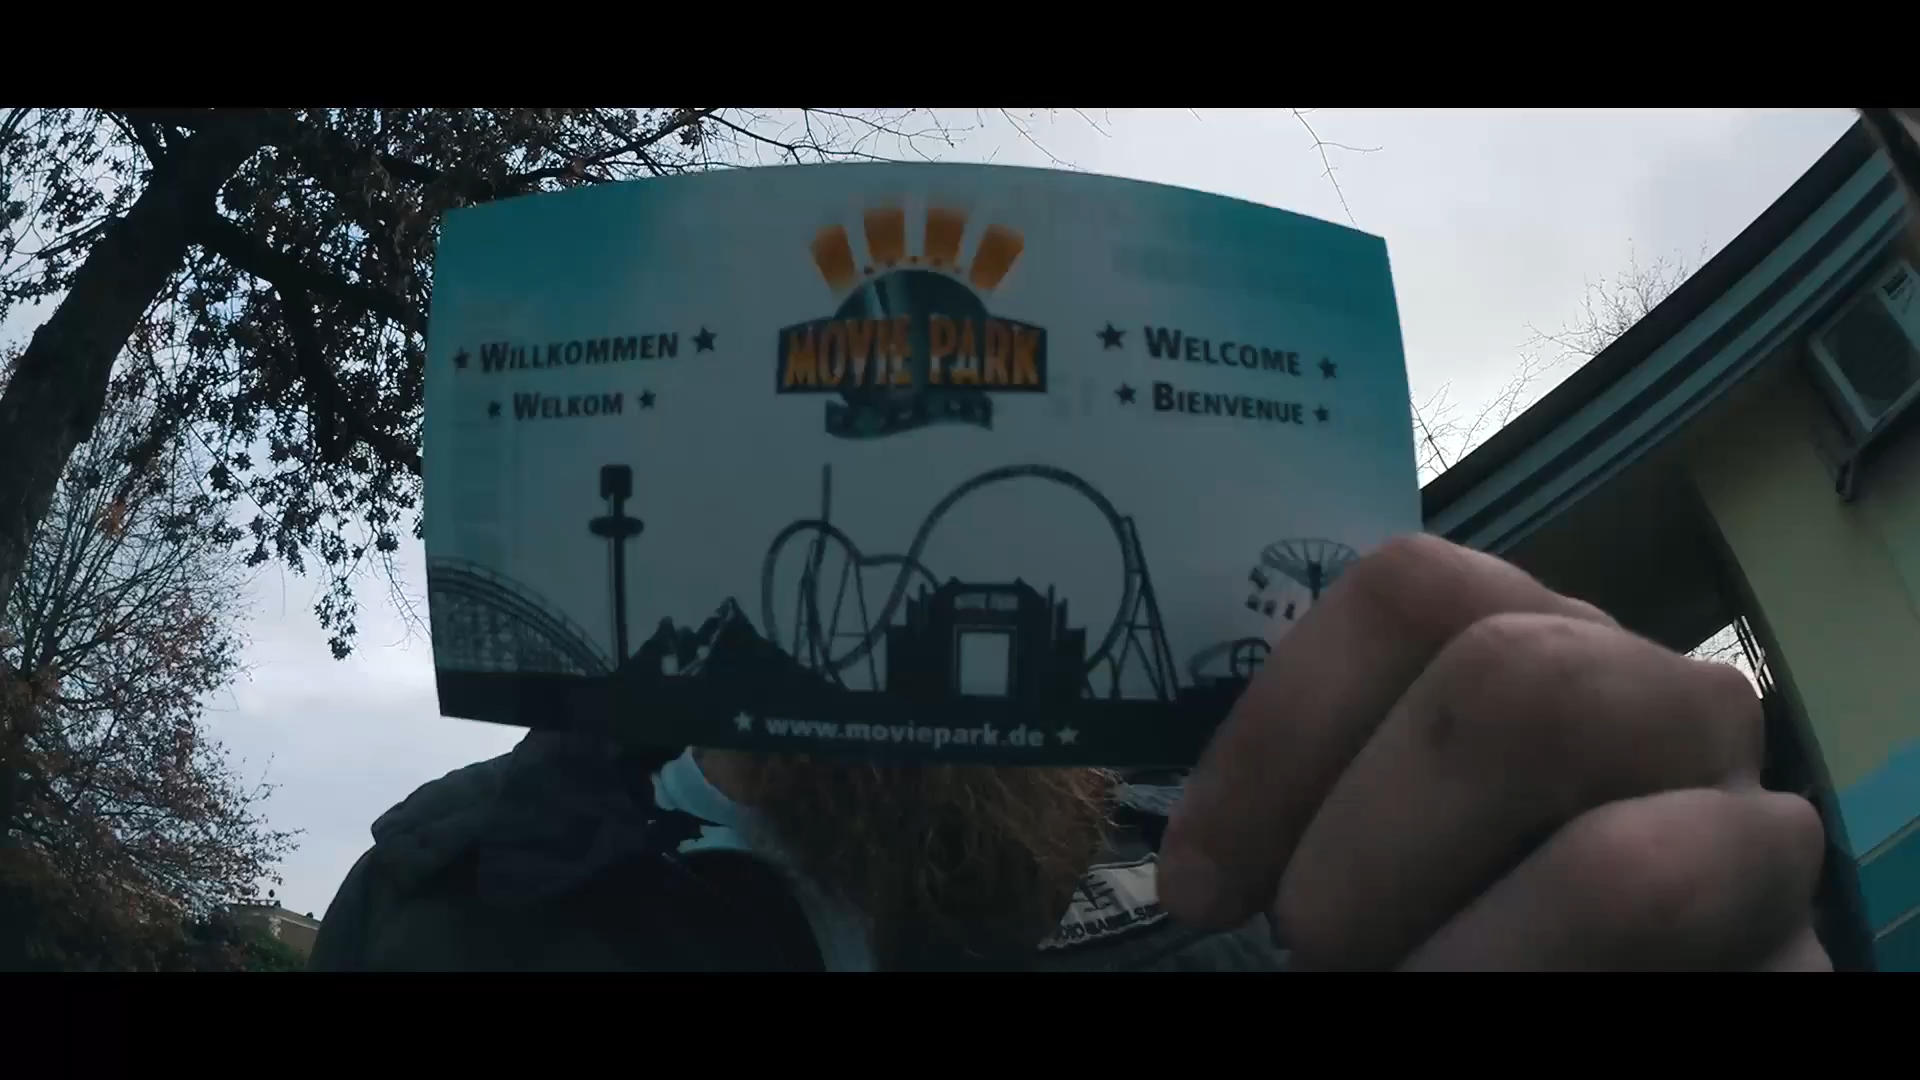 ★ WILLKOMMEN ★
★ WELKOM ★
MOVIE PARK
★ WELCOME ★
★ BIENVENUE ★
★ www.moviepark.de ★